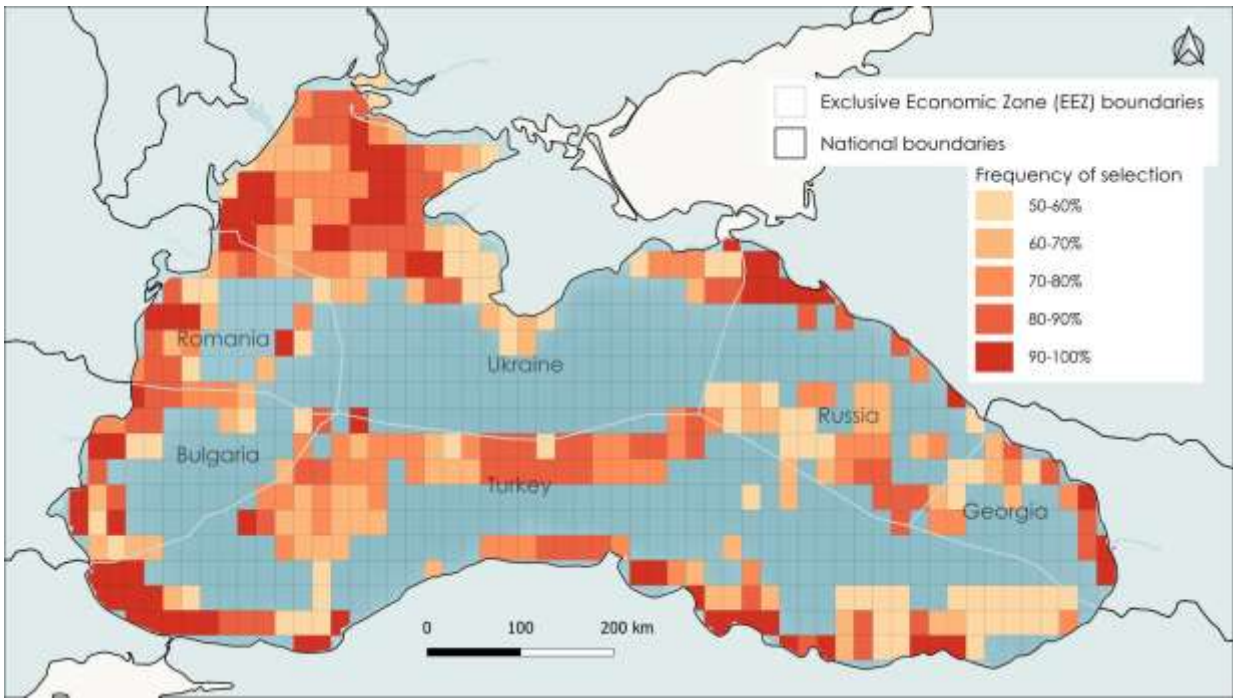 Exclusive Economic Zone (EEZ) boundaries
National boundaries
Frequency of selection
50-60%
60-70%
70-80%
80-90%
90-100%
Romania
Ukraine
Russia
Bulgaria
Turkey
Georgia
0 100 200 km